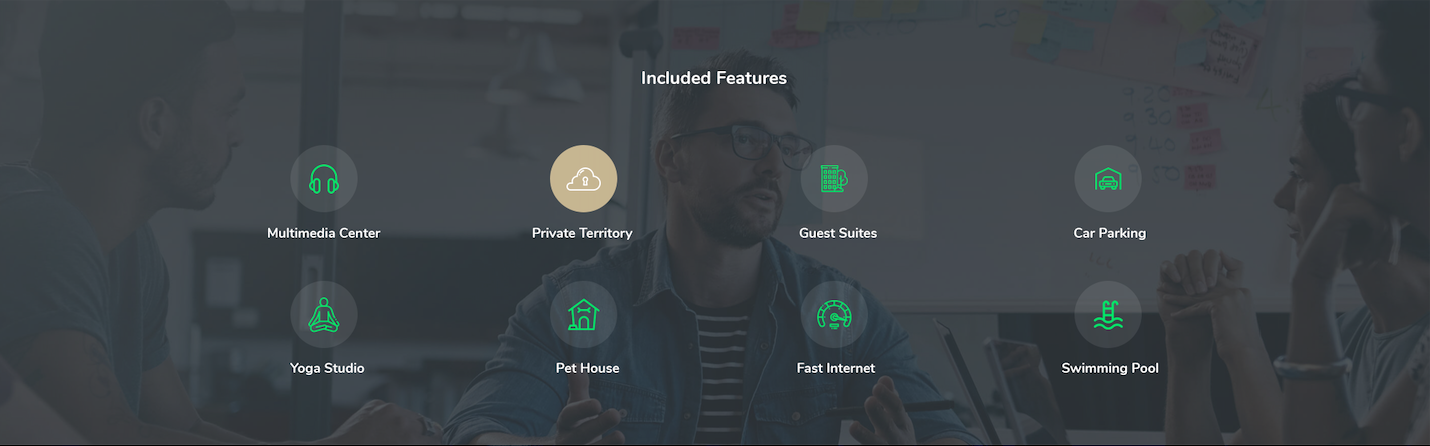 Included Features
Multimedia Center
Private Territory
Guest Suites
Car Parking
Yoga Studio
Pet House
Fast Internet
Swimming Pool